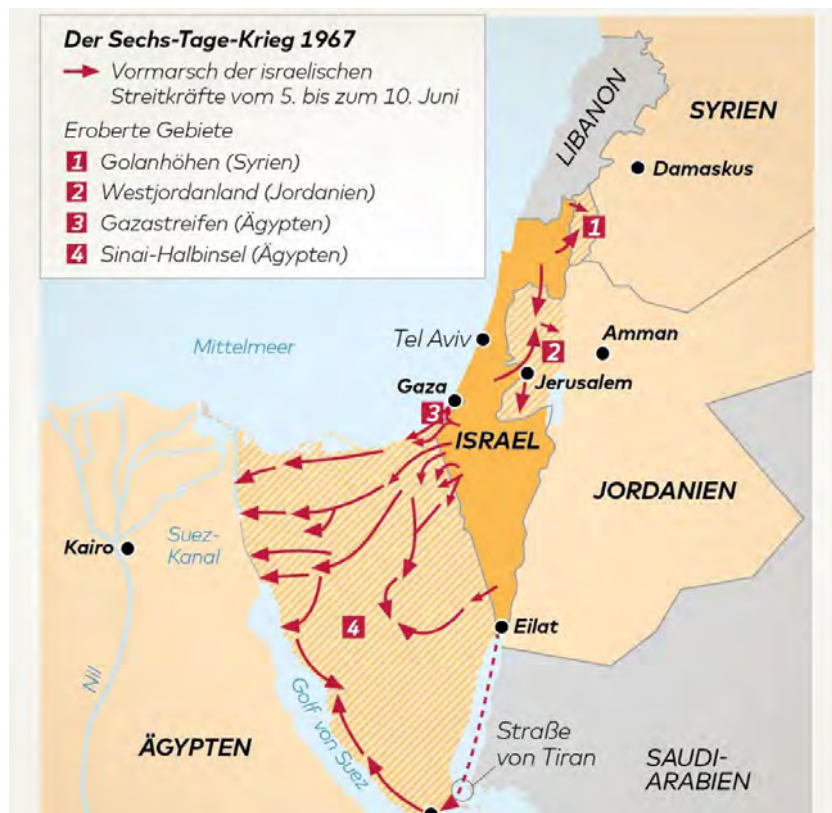 Der Sechs-Tage-Krieg 1967
Vormarsch der israelischen
Streitkräfte vom 5. bis zum 10. Juni
Eroberte Gebiete
1 Golanhöhen (Syrien)
2 Westjordanland (Jordanien)
3 Gazastreifen (Ägypten)
4 Sinai-Halbinsel (Ägypten)
LIBANON
SYRIEN
Damaskus
1
Mittelmeer
Tel Aviv
2
Amman
Jerusalem
Gaza
3
ISRAEL
JORDANIEN
Kairo
Suez-
Kanal
4
Eilat
Nil
Golf von Suez
ÄGYPTEN
Straße
von Tiran
SAUDI-
ARABIEN